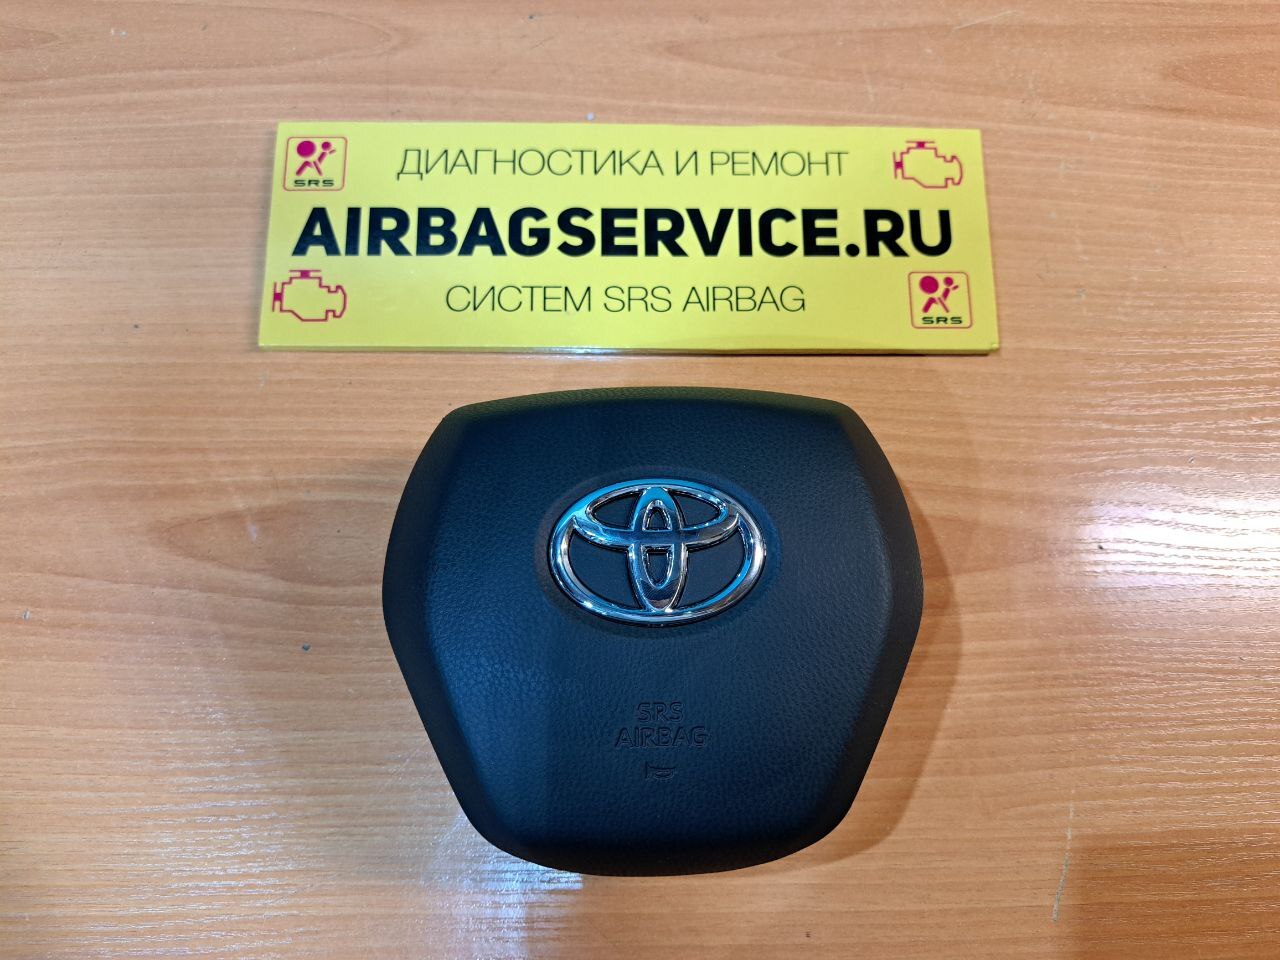 ДИАГНОСТИКА И РЕМОНТ
SRS
AIRBAGSERVICE.RU
СИСТЕМ SRS AIRBAG
SRS
SRS
AIRBAG